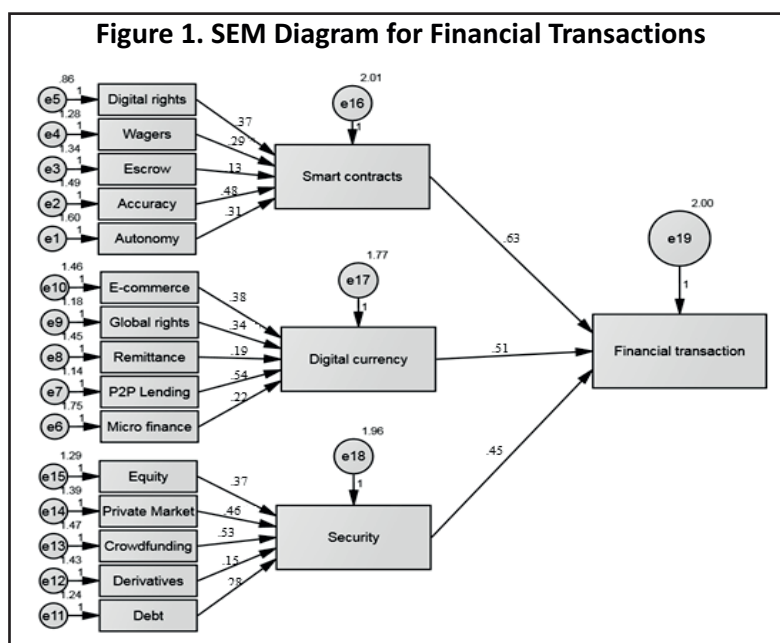 Figure 1. SEM Diagram for Financial Transactions
.86
e5
1
Digital rights
.37
1.28
e4
1
Wagers
.29
1.34
e3
1
Escrow
.13
1.49
e2
1
Accuracy
.48
1.60
e1
1
Autonomy
.31
2.01
e16
1
Smart contracts
.63
1.46
e10
1
E-commerce
.38
1.18
e9
1
Global rights
.34
1.45
e8
1
Remittance
.19
1.14
e7
1
P2P Lending
.54
1.75
e6
1
Micro finance
.22
1.77
e17
1
Digital currency
.51
1.29
e15
1
Equity
.37
1.39
e14
1
Private Market
.46
1.47
e13
1
Crowdfunding
.53
1.43
e12
1
Derivatives
.15
1.24
e11
1
Debt
.28
1.96
e18
1
Security
.45
2.00
e19
1
Financial transaction